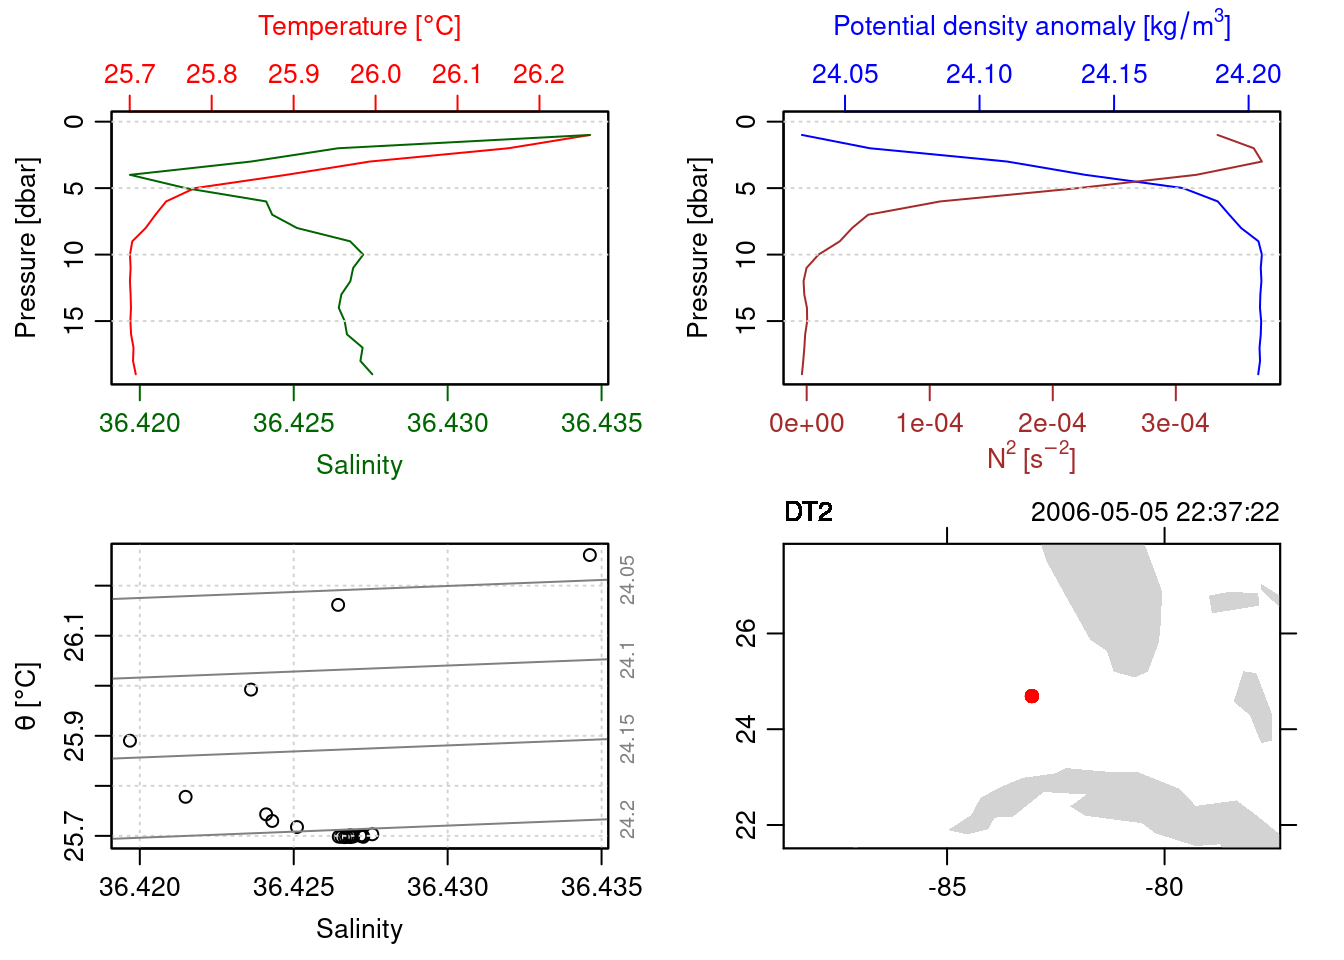 Temperature [°C]
25.7 25.8 25.9 26.0 26.1 26.2
Pressure [dbar]
0
5
10
15
36.420 36.425 36.430 36.435
Salinity
Potential density anomaly [kg/m³]
24.05 24.10 24.15 24.20
Pressure [dbar]
0
5
10
15
0e+00 1e-04 2e-04 3e-04
N² [s⁻²]
θ [°C]
26.1
25.9
25.7
24.05
24.1
24.15
24.2
36.420 36.425 36.430 36.435
Salinity
DT2 2006-05-05 22:37:22
26
24
22
-85 -80